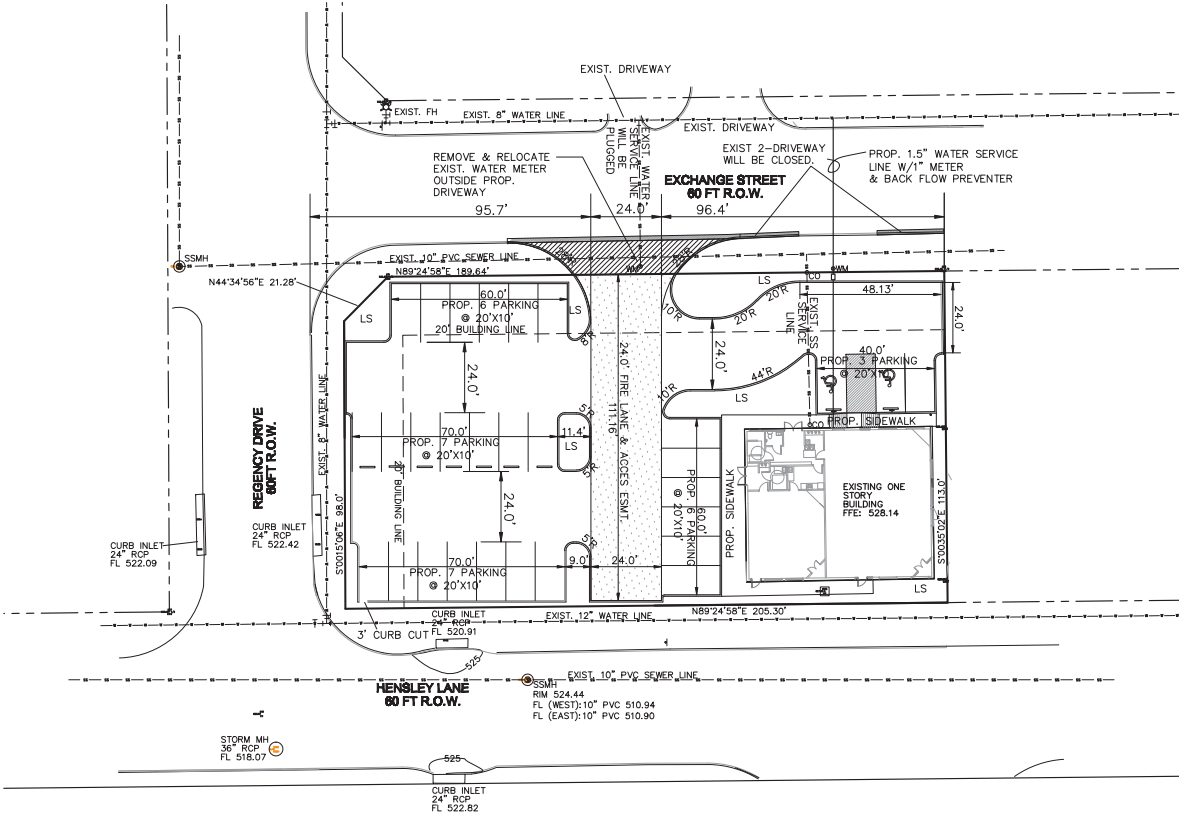 EXIST. DRIVEWAY
EXIST. FH
EXIST. 8" WATER LINE
EXIST. DRIVEWAY
EXIST. WATER
SERVICE LINE
WILL BE
PLUGGED
REMOVE & RELOCATE
EXIST. WATER METER
OUTSIDE PROP.
DRIVEWAY
EXIST 2-DRIVEWAY
WILL BE CLOSED.
PROP. 1.5" WATER SERVICE
LINE W/1" METER
& BACK FLOW PREVENTER
EXCHANGE STREET
60 FT R.O.W.
95.7'
24.0'
96.4'
SSMH
EXIST. 10" PVC SEWER LINE
N89°24'58"E 189.64'
N44°34'56"E 21.28'
WM
CO
WM
LS
60.0'
PROP. 6 PARKING
@ 20'X10'
20' BUILDING LINE
LS
LS
10'R
20'R
20'R
48.13'
24.0'
EXIST. SS
SERVICE
LINE
24.0'
24.0'
24.0' FIRE LANE & ACCES ESMT.
111.16'
40.0'
PROP. 3 PARKING
@ 20'X10'
44'R
10'R
LS
EXIST. 8" WATER LINE
REGENCY DRIVE
60FT R.O.W.
5'R
70.0'
PROP. 7 PARKING
@ 20'X10'
11.4'
LS
5'R
CO
PROP. SIDEWALK
20' BUILDING LINE
24.0'
PROP. 6 PARKING
@ 20'X10'
60.0'
PROP. SIDEWALK
EXISTING ONE
STORY
BUILDING
FFE: 528.14
S'0035'02"E 113.0'
CURB INLET
24" RCP
FL 522.42
CURB INLET
24" RCP
FL 522.09
S'0015'06"E 98.0'
5'R
70.0'
PROP. 7 PARKING
@ 20'X10'
9.0'
24.0'
LS
N89°24'58"E 205.30'
EXIST. 12" WATER LINE
CURB INLET
24" RCP
FL 520.91
3' CURB CUT
525
EXIST. 10" PVC SEWER LINE
HENSLEY LANE
60 FT R.O.W.
SSMH
RIM 524.44
FL (WEST):10" PVC 510.94
FL (EAST):10" PVC 510.90
STORM MH
36" RCP
FL 518.07
525
CURB INLET
24" RCP
FL 522.82